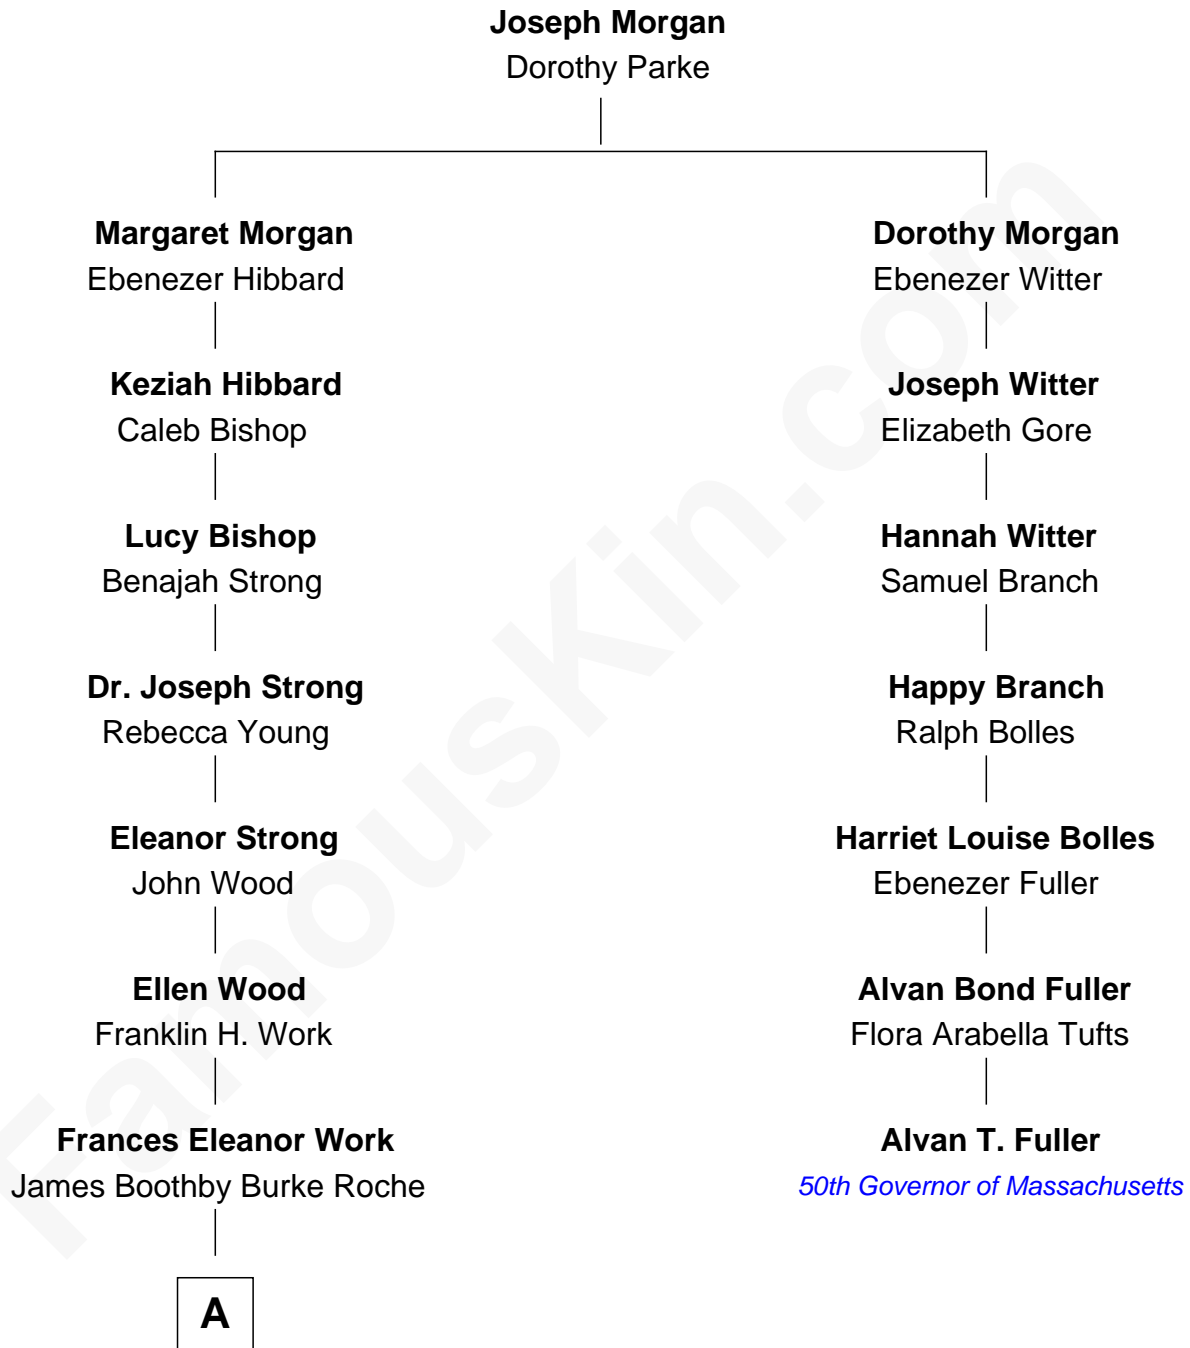 Joseph Morgan
Dorothy Parke
Margaret Morgan
Ebenezer Hibbard
Dorothy Morgan
Ebenezer Witter
Keziah Hibbard
Caleb Bishop
Joseph Witter
Elizabeth Gore
Lucy Bishop
Benajah Strong
Hannah Witter
Samuel Branch
Dr. Joseph Strong
Rebecca Young
Happy Branch
Ralph Bolles
Eleanor Strong
John Wood
Harriet Louise Bolles
Ebenezer Fuller
Ellen Wood
Franklin H. Work
Alvan Bond Fuller
Flora Arabella Tufts
Frances Eleanor Work
James Boothby Burke Roche
Alvan T. Fuller
50th Governor of Massachusetts
A
FamousKin.com